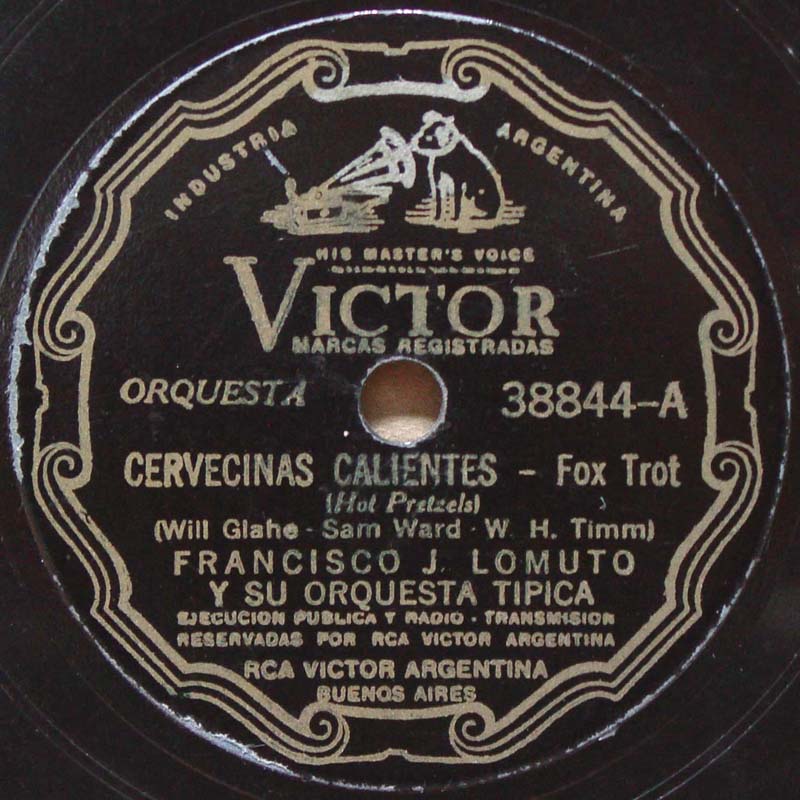 INDUSTRIA ARGENTINA
HIS MASTER'S VOICE
VICTOR
MARCAS REGISTRADAS
ORQUESTA 38844-A
CERVECINAS CALIENTES - Fox Trot
(Hot Pretzels)
(Will Glahe - Sam Ward - W. H. Timm)
FRANCISCO J. LOMUTO
Y SU ORQUESTA TIPICA
EJECUCION PUBLICA Y RADIO - TRANSMISION
RESERVADAS POR RCA VICTOR ARGENTINA
RCA VICTOR ARGENTINA
BUENOS AIRES